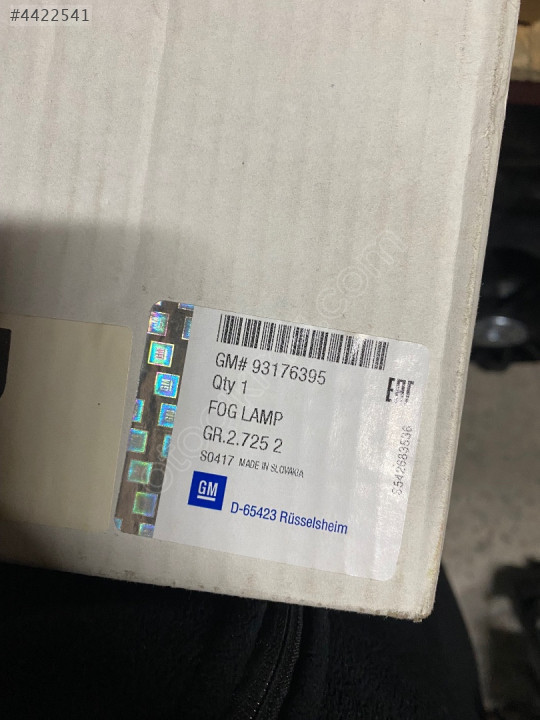 #4422541
GM# 93176395
Qty 1
FOG LAMP
GR.2.725 2
S0417 MADE IN SLOVAKIA
GM
D-65423 Rüsselsheim
EAC
8542683536